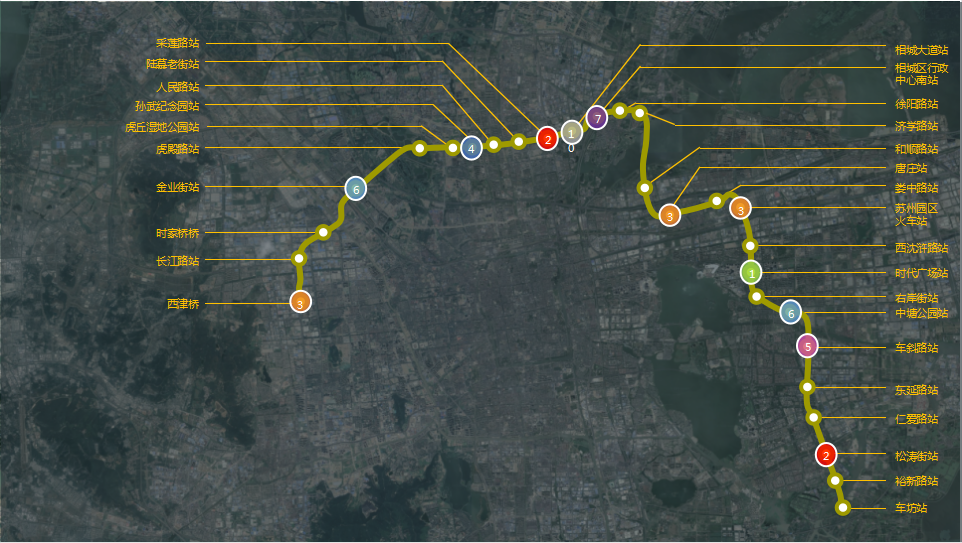 采莲路站
陆慕老街站
人民路站
孙武纪念园站
虎丘湿地公园站
虎殿路站
金业街站
时家桥桥
长江路站
西津桥
3
6
4
2
1
0
7
3
3
1
6
5
2
相城大道站
相城区行政
中心南站
徐阳路站
济学路站
和顺路站
唐庄站
娄中路站
苏州园区
火车站
西沈浒路站
时代广场站
右岸街站
中塘公园站
车斜路站
东延路站
仁爱路站
松涛街站
裕新路站
车坊站